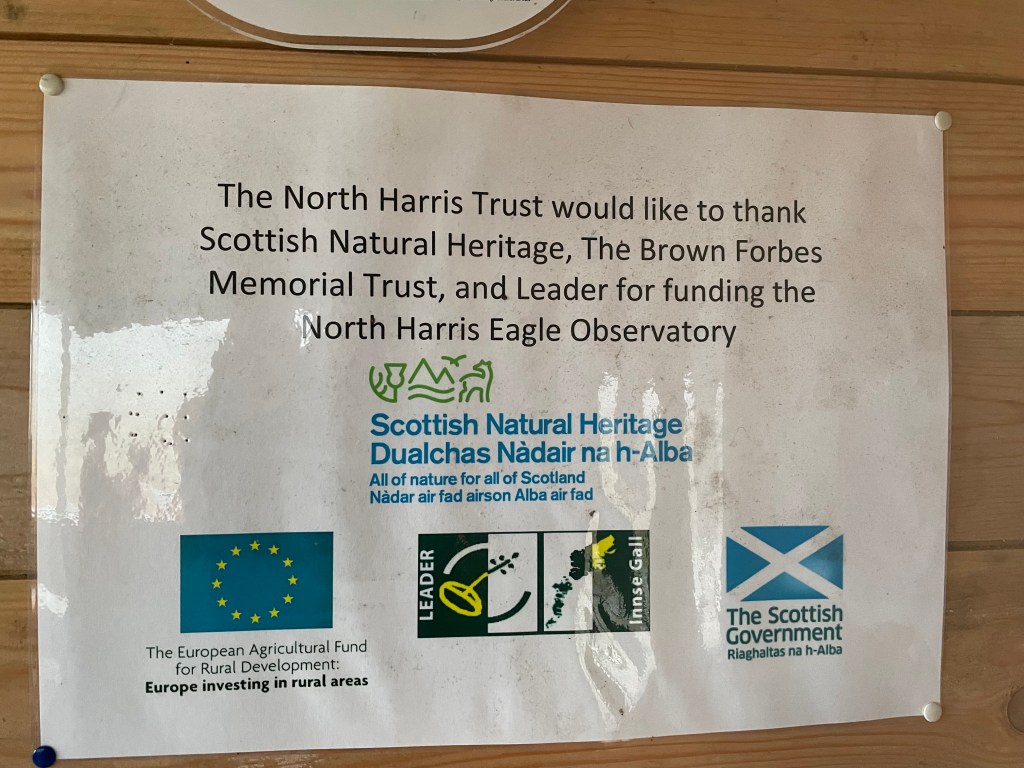 The North Harris Trust would like to thank
Scottish Natural Heritage, The Brown Forbes
Memorial Trust, and Leader for funding the
North Harris Eagle Observatory
Scottish Natural Heritage
Dualchas Nàdair na h-Alba
All of nature for all of Scotland
Nàdar air fad airson Alba air fad
The European Agricultural Fund
for Rural Development:
Europe investing in rural areas
LEADER
Innse Gall
The Scottish
Government
Riaghaltas na h-Alba